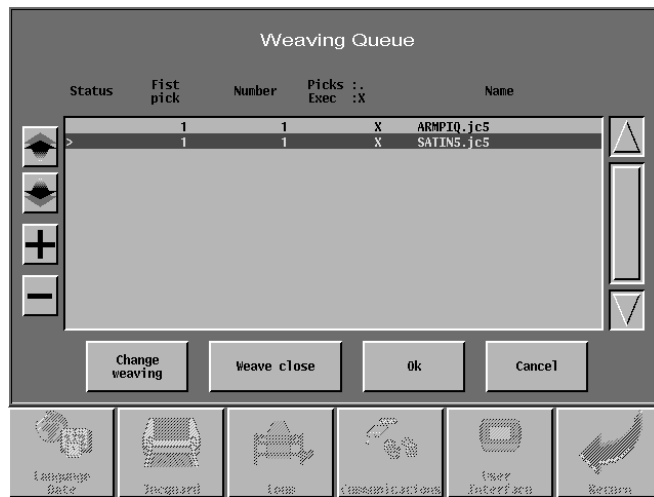 Weaving Queue
Status Fist pick Number Picks :. Exec :X Name
1 1 X ARMPIQ.jc5
> 1 1 X SATIN5.jc5
Change
weaving
Weave close
Ok
Cancel
Language
Date
Jacquard
Loom
Communications
User
Interface
Return